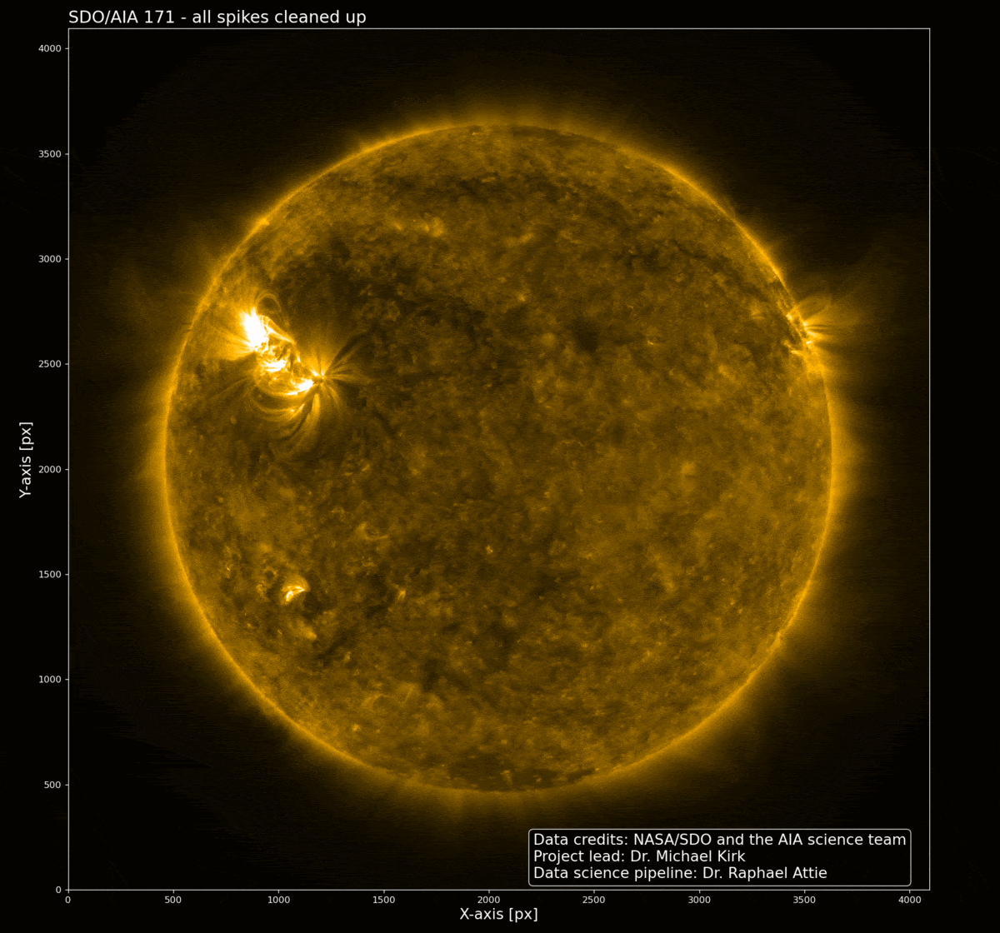 SDO/AIA 171 - all spikes cleaned up
4000
3500
3000
2500
2000
1500
1000
500
0
Y-axis [px]
Data credits: NASA/SDO and the AIA science team
Project lead: Dr. Michael Kirk
Data science pipeline: Dr. Raphael Attie
0 500 1000 1500 2000 2500 3000 3500 4000
X-axis [px]